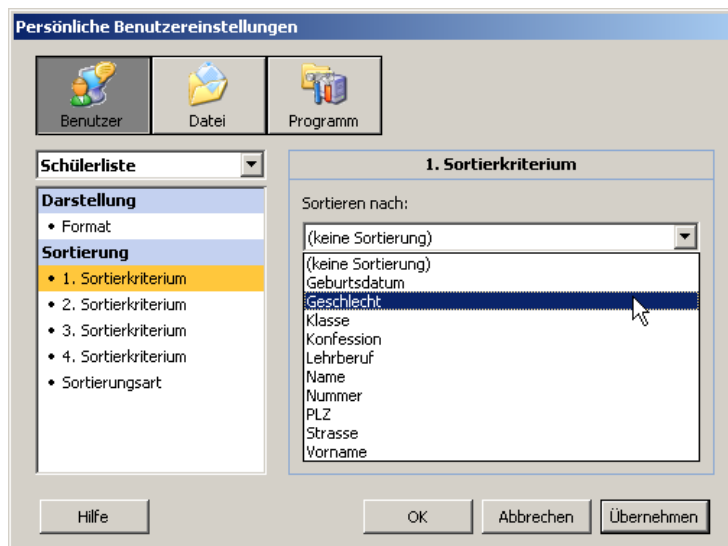 Persönliche Benutzereinstellungen
Benutzer
Datei
Programm
Schülerliste
Darstellung
• Format
Sortierung
• 1. Sortierkriterium
• 2. Sortierkriterium
• 3. Sortierkriterium
• 4. Sortierkriterium
• Sortierungsart
1. Sortierkriterium
Sortieren nach:
(keine Sortierung)
(keine Sortierung)
Geburtsdatum
Geschlecht
Klasse
Konfession
Lehrberuf
Name
Nummer
PLZ
Strasse
Vorname
Hilfe
OK
Abbrechen
Übernehmen